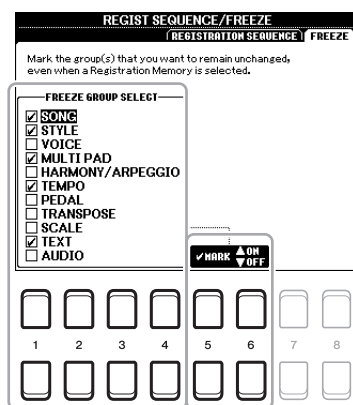 REGIST SEQUENCE/FREEZE
REGISTRATION SEQUENCE FREEZE
Mark the group(s) that you want to remain unchanged,
even when a Registration Memory is selected.
FREEZE GROUP SELECT
SONG
STYLE
VOICE
MULTI PAD
HARMONY/ARPEGGIO
TEMPO
PEDAL
TRANSPOSE
SCALE
TEXT
AUDIO
✔MARK ▲ON
▼OFF
1 2 3 4 5 6 7 8